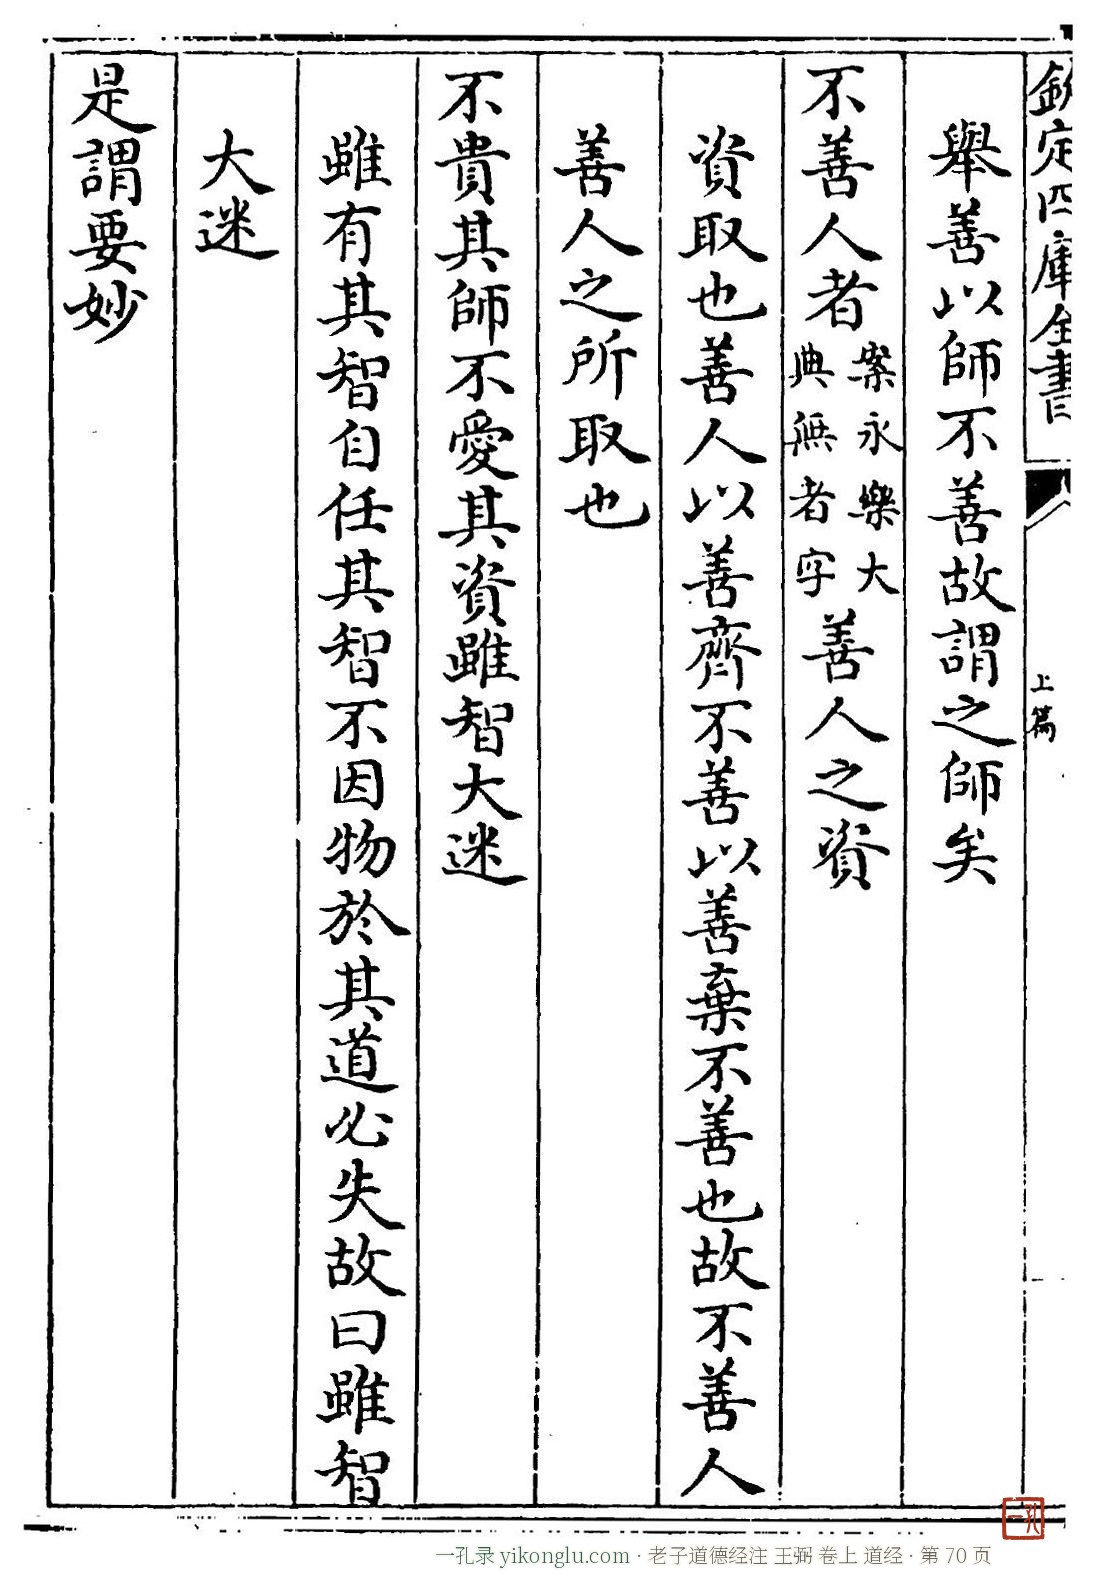 欽定四庫全書
上篇
舉善以師不善故謂之師矣
不善人者案永樂大典無者字善人之資
資取也善人以善齊不善以善棄不善也故不善人
善人之所取也
不貴其師不愛其資雖智大迷
雖有其智自任其智不因物於其道必失故曰雖智
大迷
是謂要妙
一孔
一孔录 yikonglu.com · 老子道德经注 王弼 卷上 道经 · 第 70 页